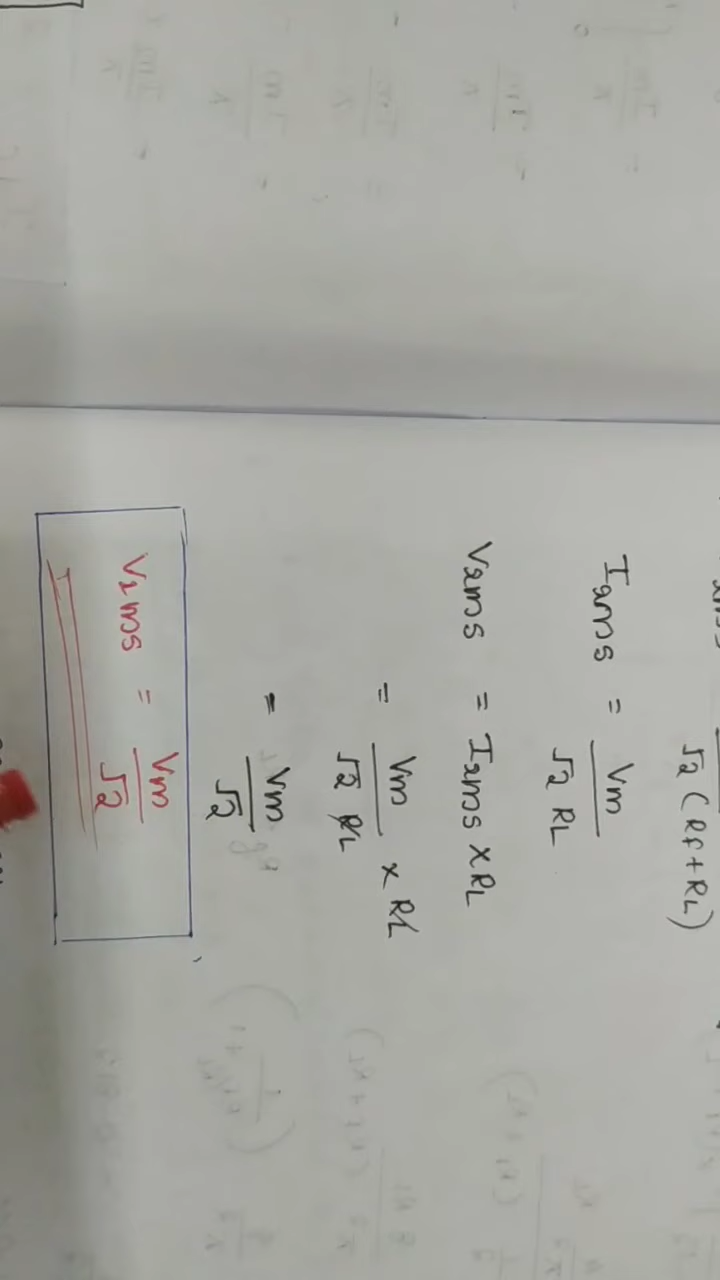 √2 (Rf+RL)
Irms = Vm / √2 RL
Vrms = Irms × RL
= Vm / √2 RL × RL
= Vm / √2
Vrms = Vm / √2